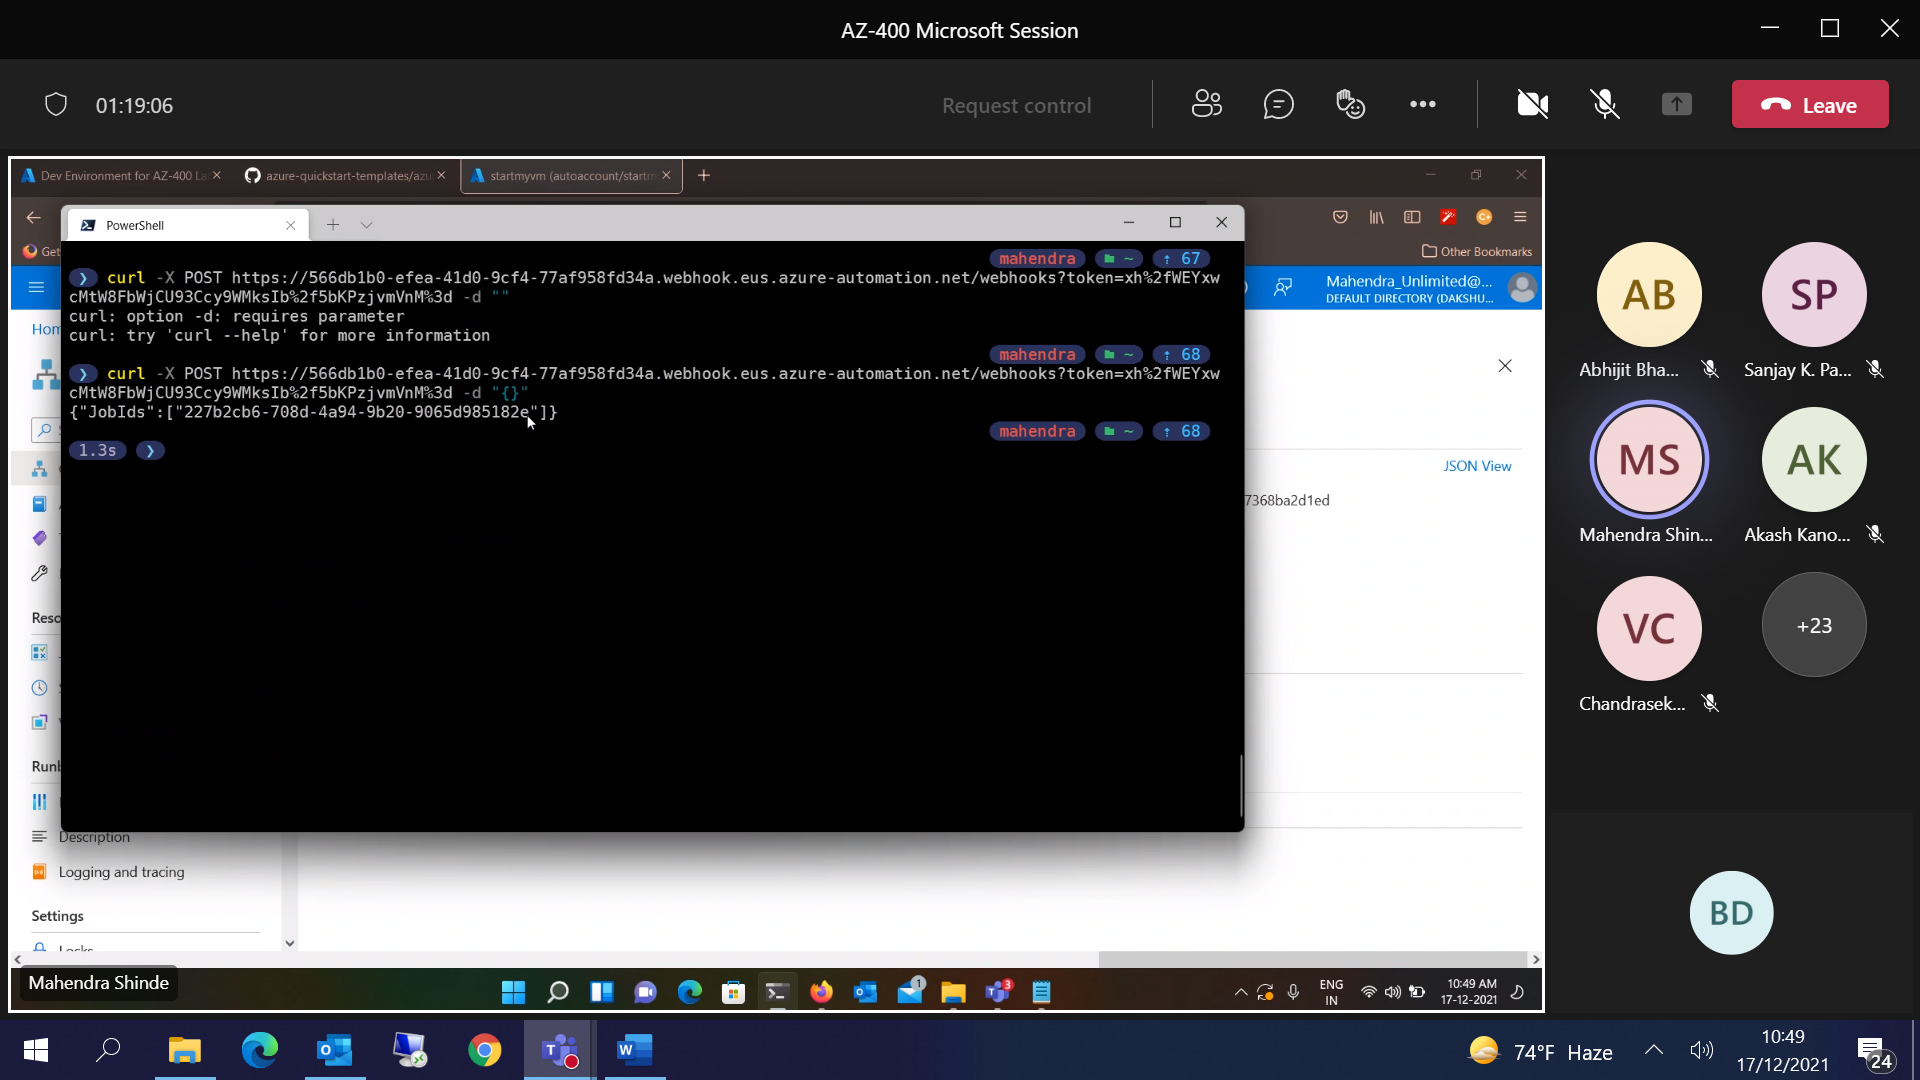 AZ-400 Microsoft Session
01:19:06
Request control
Leave
Dev Environment for AZ-400 La
azure-quickstart-templates/azu
startmyvm (autoaccount/startm
PowerShell
Get
Other Bookmarks
mahendra ~ ↑ 67
❯ curl -X POST https://566db1b0-efea-41d0-9cf4-77af958fd34a.webhook.eus.azure-automation.net/webhooks?token=xh%2fWEYxw
cMtW8FbWjCU93Ccy9WMksIb%2f5bKPzjvmVnM%3d -d ""
curl: option -d: requires parameter
curl: try 'curl --help' for more information
mahendra ~ ↑ 68
❯ curl -X POST https://566db1b0-efea-41d0-9cf4-77af958fd34a.webhook.eus.azure-automation.net/webhooks?token=xh%2fWEYxw
cMtW8FbWjCU93Ccy9WMksIb%2f5bKPzjvmVnM%3d -d "{}"
{"JobIds":["227b2cb6-708d-4a94-9b20-9065d985182e"]}
mahendra ~ ↑ 68
1.3s ❯
Mahendra_Unlimited@...
DEFAULT DIRECTORY (DAKSHU...
Hom
JSON View
7368ba2d1ed
Reso
Runb
Description
Logging and tracing
Settings
Locks
Mahendra Shinde
1
3
ENG
IN
10:49 AM
17-12-2021
AB
Abhijit Bha...
SP
Sanjay K. Pa...
MS
Mahendra Shin...
AK
Akash Kano...
VC
Chandrasek...
+23
BD
74°F Haze
10:49
17/12/2021
24